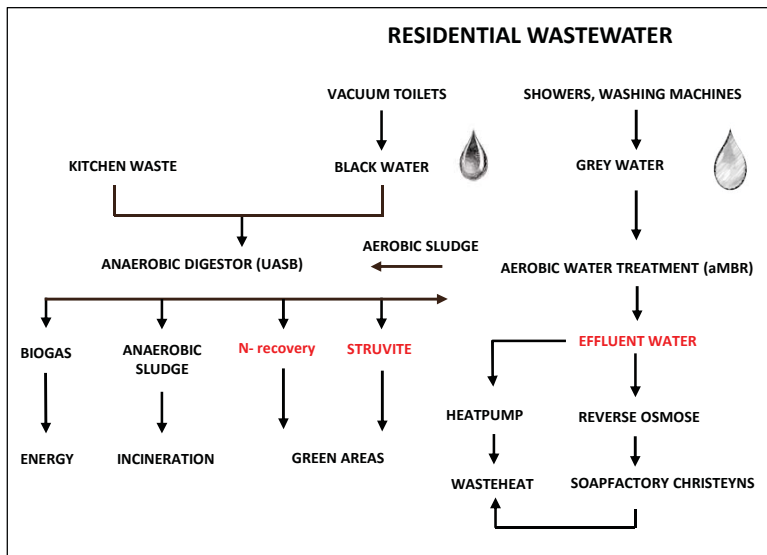 RESIDENTIAL WASTEWATER
VACUUM TOILETS
SHOWERS, WASHING MACHINES
KITCHEN WASTE
BLACK WATER
GREY WATER
AEROBIC SLUDGE
ANAEROBIC DIGESTOR (UASB)
AEROBIC WATER TREATMENT (aMBR)
BIOGAS
ANAEROBIC
SLUDGE
N- recovery
STRUVITE
EFFLUENT WATER
HEATPUMP
REVERSE OSMOSE
ENERGY
INCINERATION
GREEN AREAS
WASTEHEAT
SOAPFACTORY CHRISTEYNS